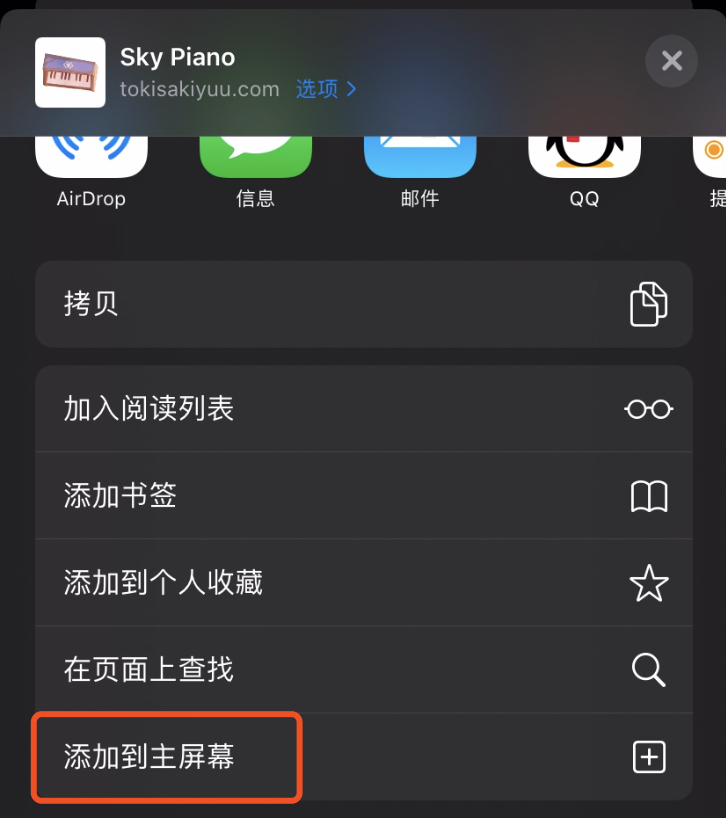 Sky Piano
tokisakiyuu.com 选项
AirDrop 信息 邮件 QQ 提
拷贝
加入阅读列表
添加书签
添加到个人收藏
在页面上查找
添加到主屏幕